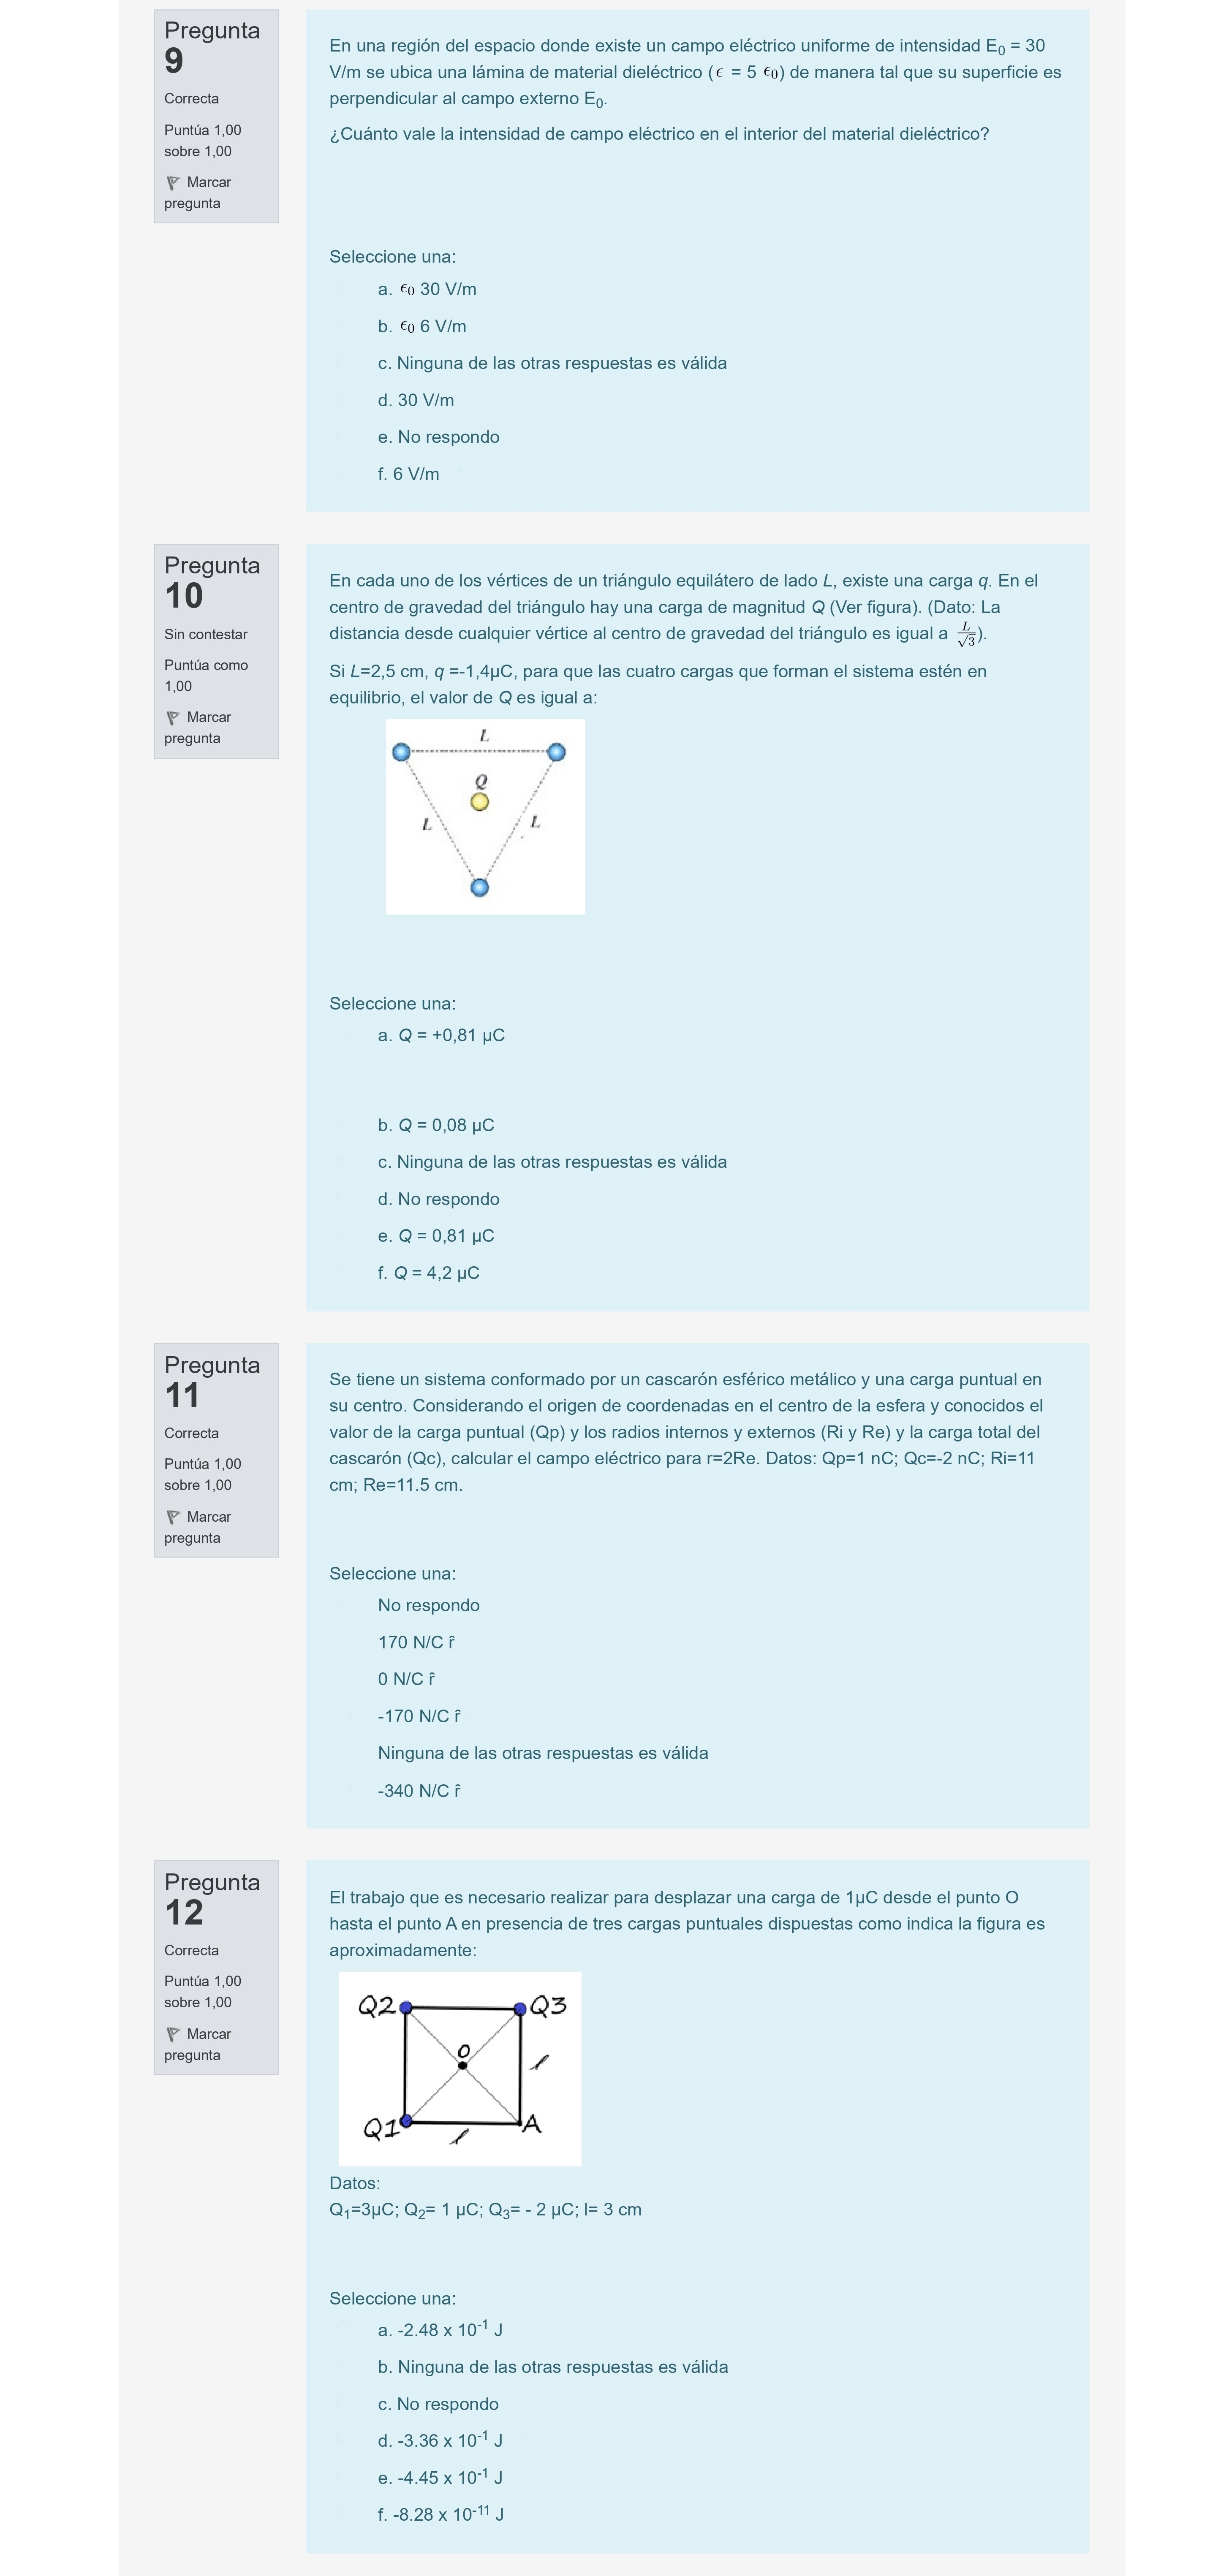 Pregunta
9
Correcta
Puntúa 1,00
sobre 1,00
Marcar
pregunta
En una región del espacio donde existe un campo eléctrico uniforme de intensidad E₀ = 30
V/m se ubica una lámina de material dieléctrico (ϵ = 5 ϵ₀) de manera tal que su superficie es
perpendicular al campo externo E₀.
¿Cuánto vale la intensidad de campo eléctrico en el interior del material dieléctrico?
Seleccione una:
a. ϵ₀ 30 V/m
b. ϵ₀ 6 V/m
c. Ninguna de las otras respuestas es válida
d. 30 V/m
e. No respondo
f. 6 V/m
Pregunta
10
Sin contestar
Puntúa como
1,00
Marcar
pregunta
En cada uno de los vértices de un triángulo equilátero de lado L, existe una carga q. En el
centro de gravedad del triángulo hay una carga de magnitud Q (Ver figura). (Dato: La
distancia desde cualquier vértice al centro de gravedad del triángulo es igual a L/√3).
Si L=2,5 cm, q =-1,4µC, para que las cuatro cargas que forman el sistema estén en
equilibrio, el valor de Q es igual a:
L
Q
L L
Seleccione una:
a. Q = +0,81 µC
b. Q = 0,08 µC
c. Ninguna de las otras respuestas es válida
d. No respondo
e. Q = 0,81 µC
f. Q = 4,2 µC
Pregunta
11
Correcta
Puntúa 1,00
sobre 1,00
Marcar
pregunta
Se tiene un sistema conformado por un cascarón esférico metálico y una carga puntual en
su centro. Considerando el origen de coordenadas en el centro de la esfera y conocidos el
valor de la carga puntual (Qp) y los radios internos y externos (Ri y Re) y la carga total del
cascarón (Qc), calcular el campo eléctrico para r=2Re. Datos: Qp=1 nC; Qc=-2 nC; Ri=11
cm; Re=11.5 cm.
Seleccione una:
No respondo
170 N/C r̂
0 N/C r̂
-170 N/C r̂
Ninguna de las otras respuestas es válida
-340 N/C r̂
Pregunta
12
Correcta
Puntúa 1,00
sobre 1,00
Marcar
pregunta
El trabajo que es necesario realizar para desplazar una carga de 1µC desde el punto O
hasta el punto A en presencia de tres cargas puntuales dispuestas como indica la figura es
aproximadamente:
Q2 Q3
O
l
Q1 A
l
Datos:
Q₁=3µC; Q₂= 1 µC; Q₃= - 2 µC; l= 3 cm
Seleccione una:
a. -2.48 x 10⁻¹ J
b. Ninguna de las otras respuestas es válida
c. No respondo
d. -3.36 x 10⁻¹ J
e. -4.45 x 10⁻¹ J
f. -8.28 x 10⁻¹¹ J